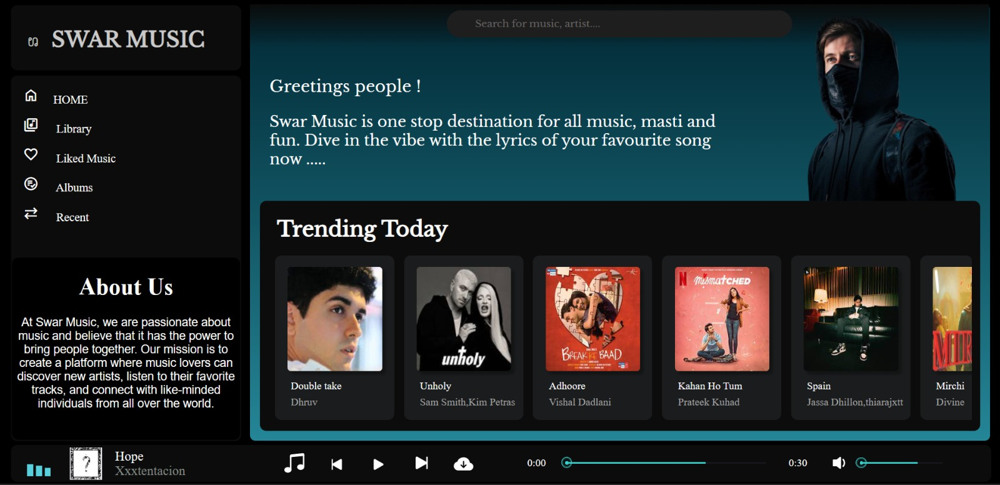 SWAR MUSIC
Search for music, artist....
HOME
Library
Liked Music
Albums
Recent
About Us
At Swar Music, we are passionate about
music and believe that it has the power to
bring people together. Our mission is to
create a platform where music lovers can
discover new artists, listen to their favorite
tracks, and connect with like-minded
individuals from all over the world.
Greetings people !
Swar Music is one stop destination for all music, masti and
fun. Dive in the vibe with the lyrics of your favourite song
now .....
Trending Today
unholy
BREAK KE BAAD
N
mismatched
MIR
Double take
Dhruv
Unholy
Sam Smith,Kim Petras
Adhoore
Vishal Dadlani
Kahan Ho Tum
Prateek Kuhad
Spain
Jassa Dhillon,thiarajxtt
Mirchi
Divine
?
Hope
Xxxtentacion
0:00
0:30